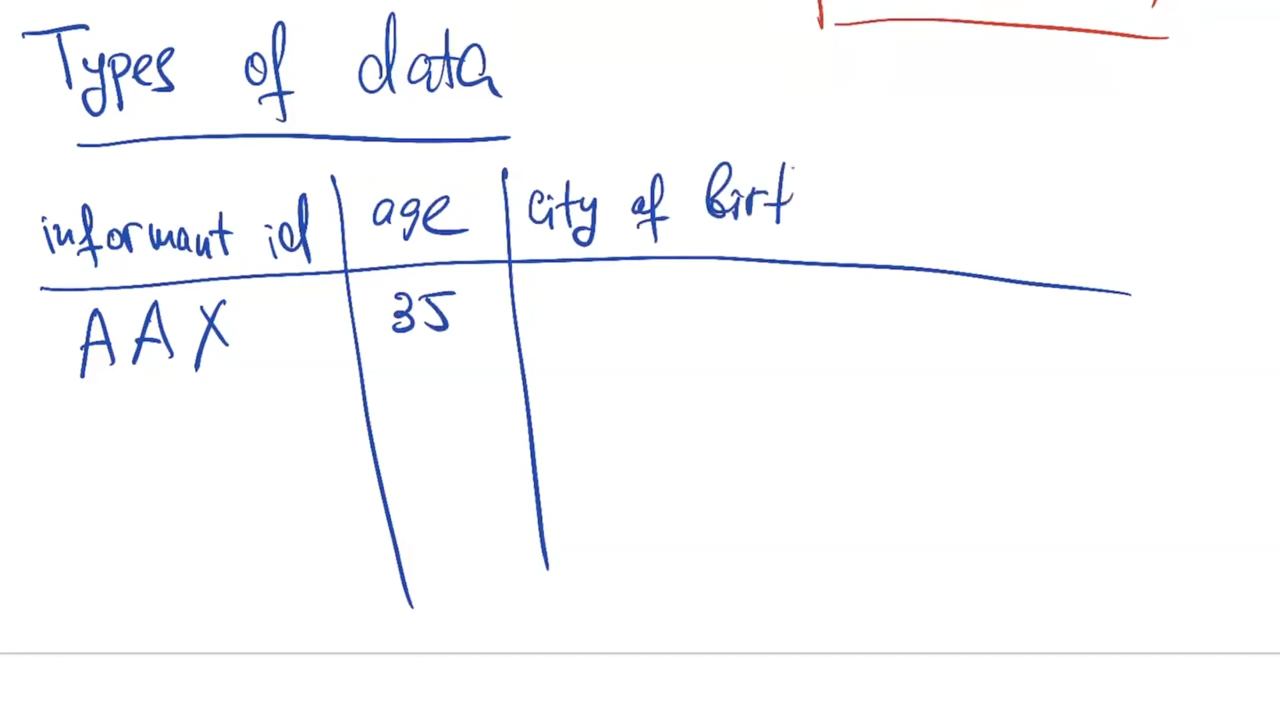 Types of data
informant id age city of birt
AAX 35